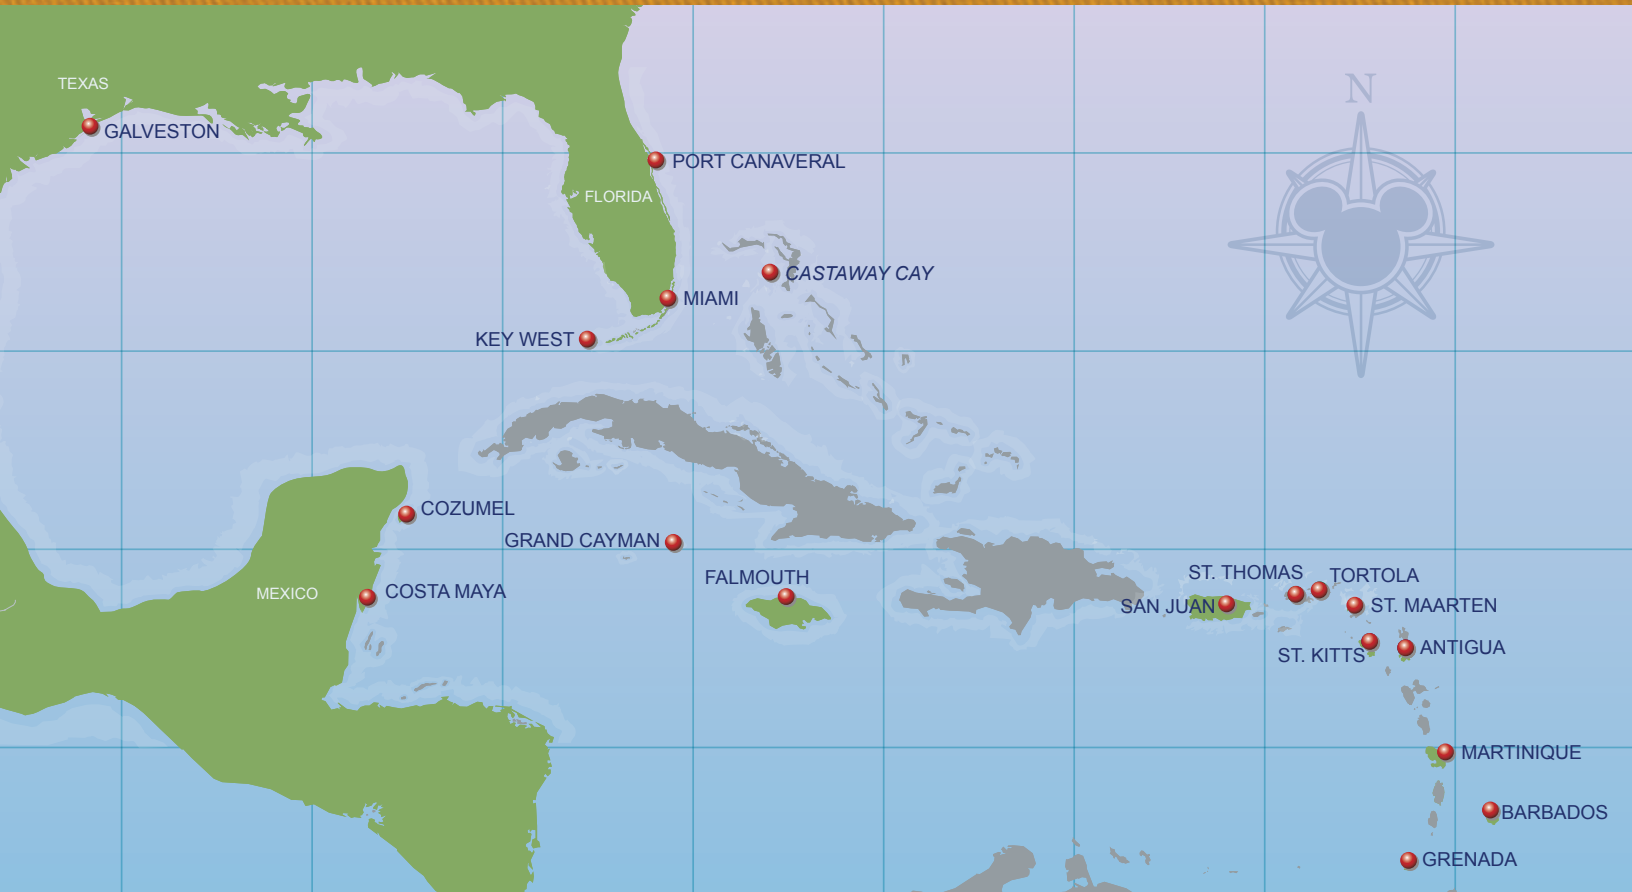 N
TEXAS
GALVESTON
PORT CANAVERAL
FLORIDA
CASTAWAY CAY
MIAMI
KEY WEST
COZUMEL
GRAND CAYMAN
FALMOUTH
MEXICO
COSTA MAYA
ST. THOMAS
TORTOLA
SAN JUAN
ST. MAARTEN
ST. KITTS
ANTIGUA
MARTINIQUE
BARBADOS
GRENADA